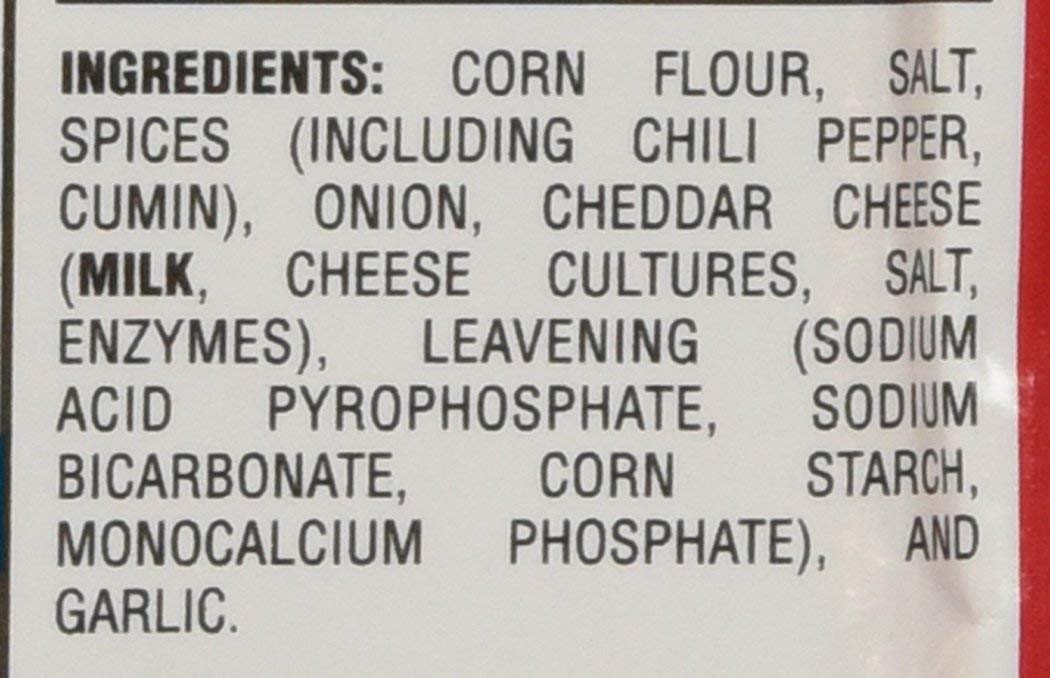 INGREDIENTS: CORN FLOUR, SALT,
SPICES (INCLUDING CHILI PEPPER,
CUMIN), ONION, CHEDDAR CHEESE
(MILK, CHEESE CULTURES, SALT,
ENZYMES), LEAVENING (SODIUM
ACID PYROPHOSPHATE, SODIUM
BICARBONATE, CORN STARCH,
MONOCALCIUM PHOSPHATE), AND
GARLIC.